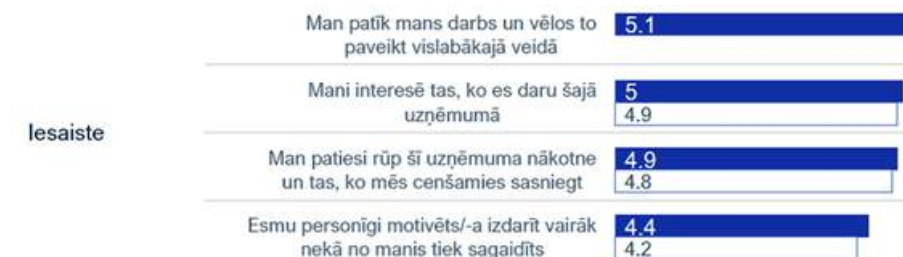 Man patīk mans darbs un vēlos to
paveikt vislabākajā veidā
5.1
Mani interesē tas, ko es daru šajā
uzņēmumā
5
4.9
Iesaiste
Man patiesi rūp šī uzņēmuma nākotne
un tas, ko mēs cenšamies sasniegt
4.9
4.8
Esmu personīgi motivēts/-a izdarīt vairāk
nekā no manis tiek sagaidīts
4.4
4.2